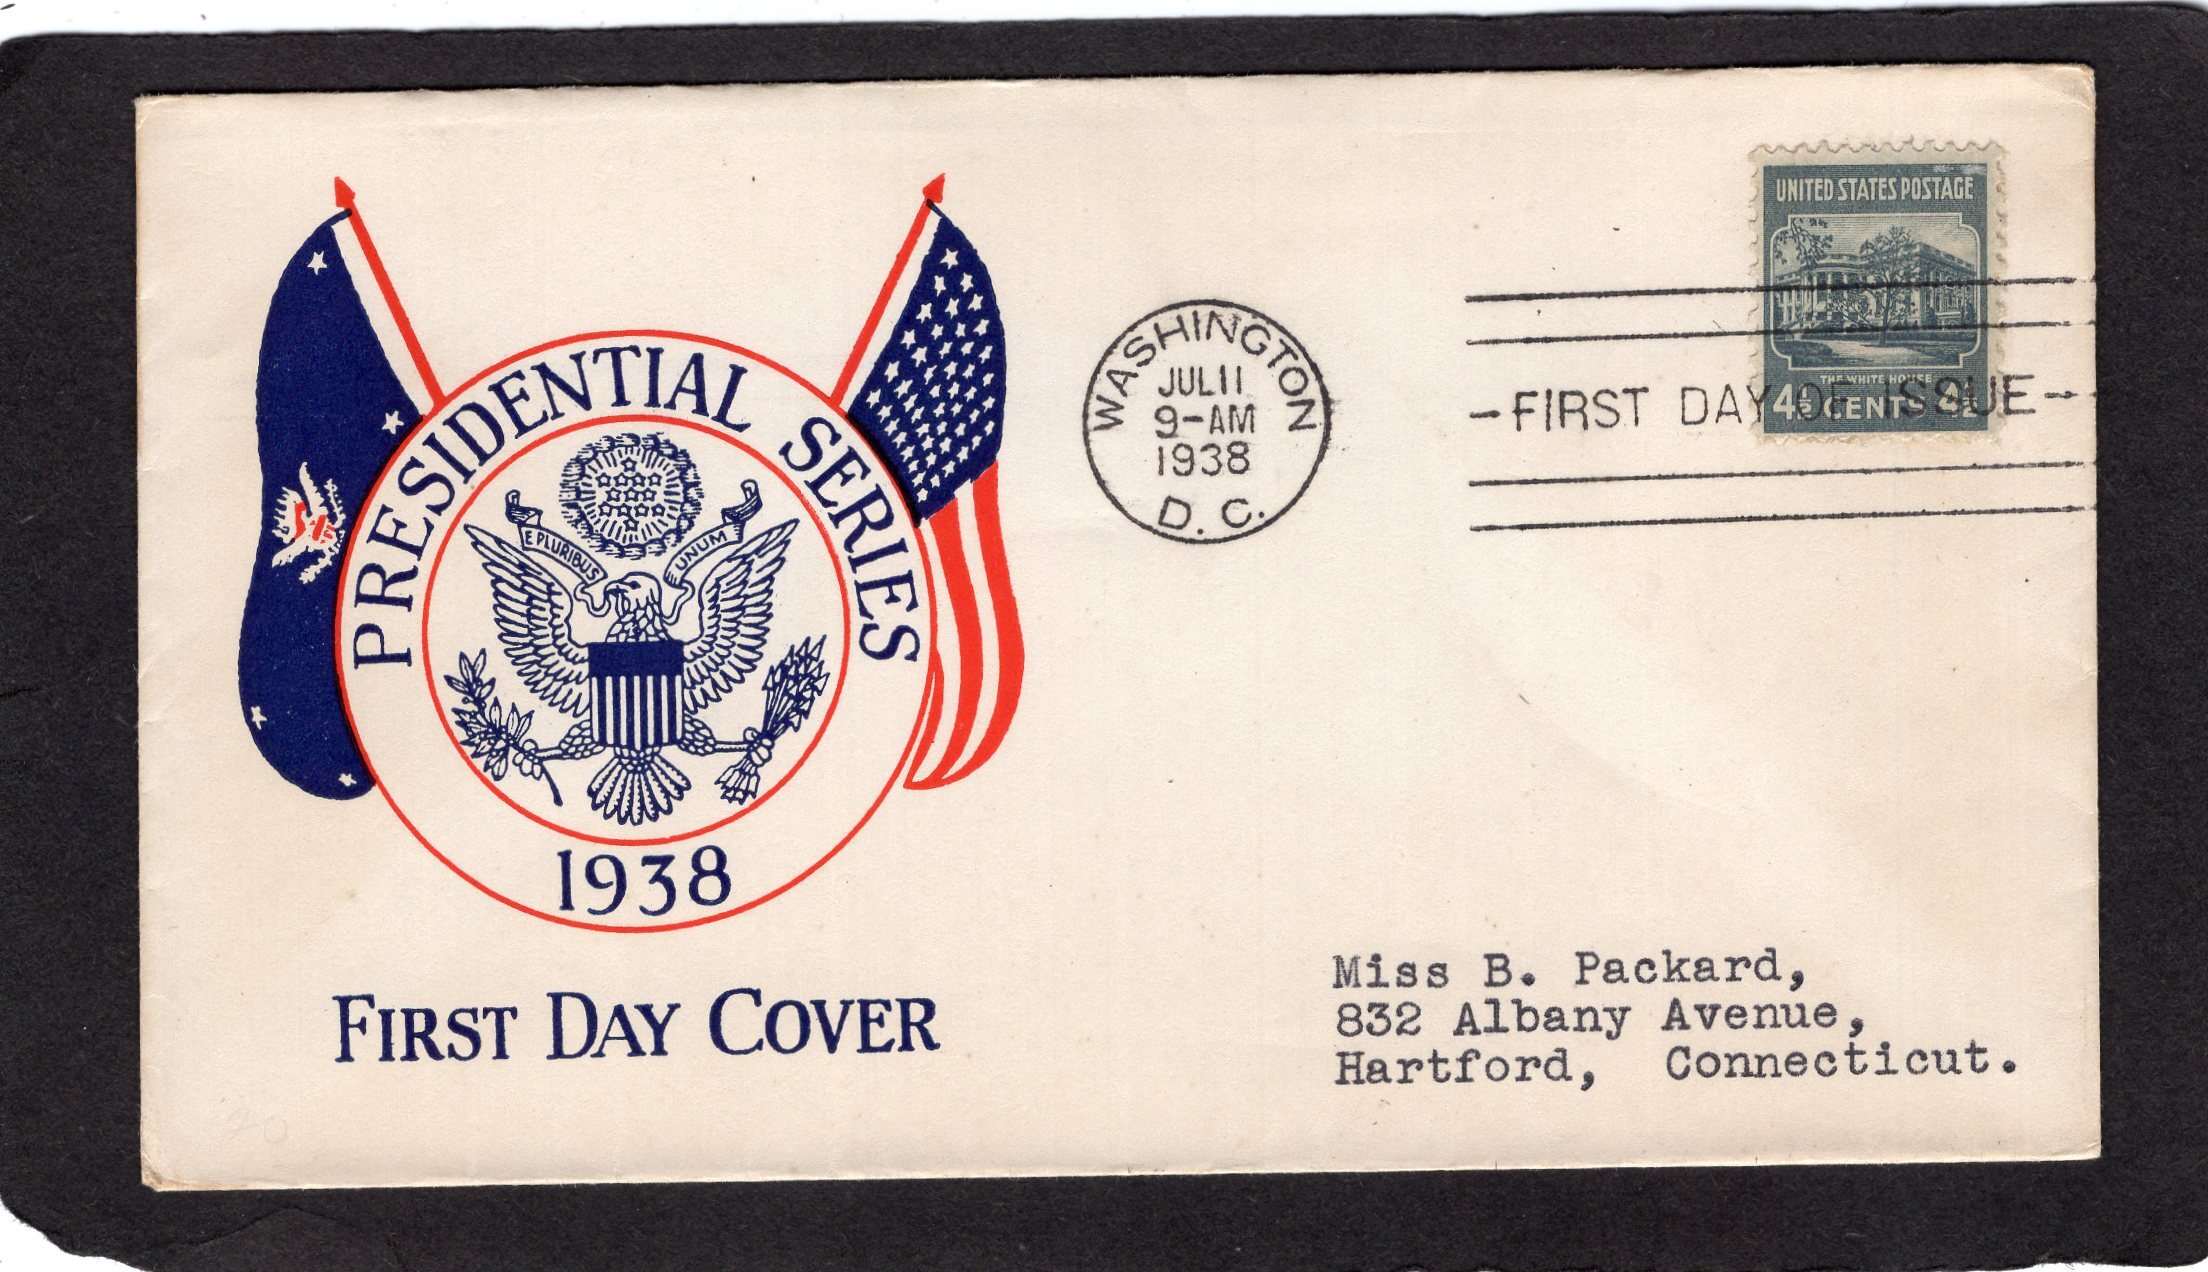 PRESIDENTIAL SERIES
E PLURIBUS UNUM
1938
FIRST DAY COVER
WASHINGTON
JUL 11
9-AM
1938
D. C.
UNITED STATES POSTAGE
THE WHITE HOUSE
4½ CENTS 4½
-FIRST DAY OF ISSUE-
Miss B. Packard,
832 Albany Avenue,
Hartford, Connecticut.
20